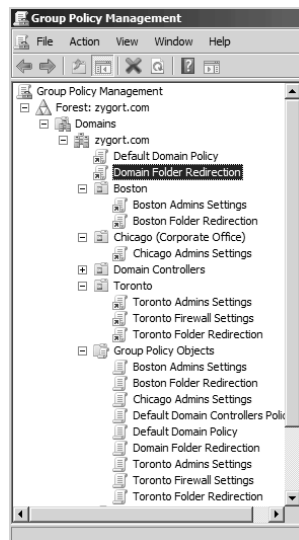 Group Policy Management
File Action View Window Help
Group Policy Management
Forest: zygort.com
Domains
zygort.com
Default Domain Policy
Domain Folder Redirection
Boston
Boston Admins Settings
Boston Folder Redirection
Chicago (Corporate Office)
Chicago Admins Settings
Domain Controllers
Toronto
Toronto Admins Settings
Toronto Firewall Settings
Toronto Folder Redirection
Group Policy Objects
Boston Admins Settings
Boston Folder Redirection
Chicago Admins Settings
Default Domain Controllers Polic
Default Domain Policy
Domain Folder Redirection
Toronto Admins Settings
Toronto Firewall Settings
Toronto Folder Redirection